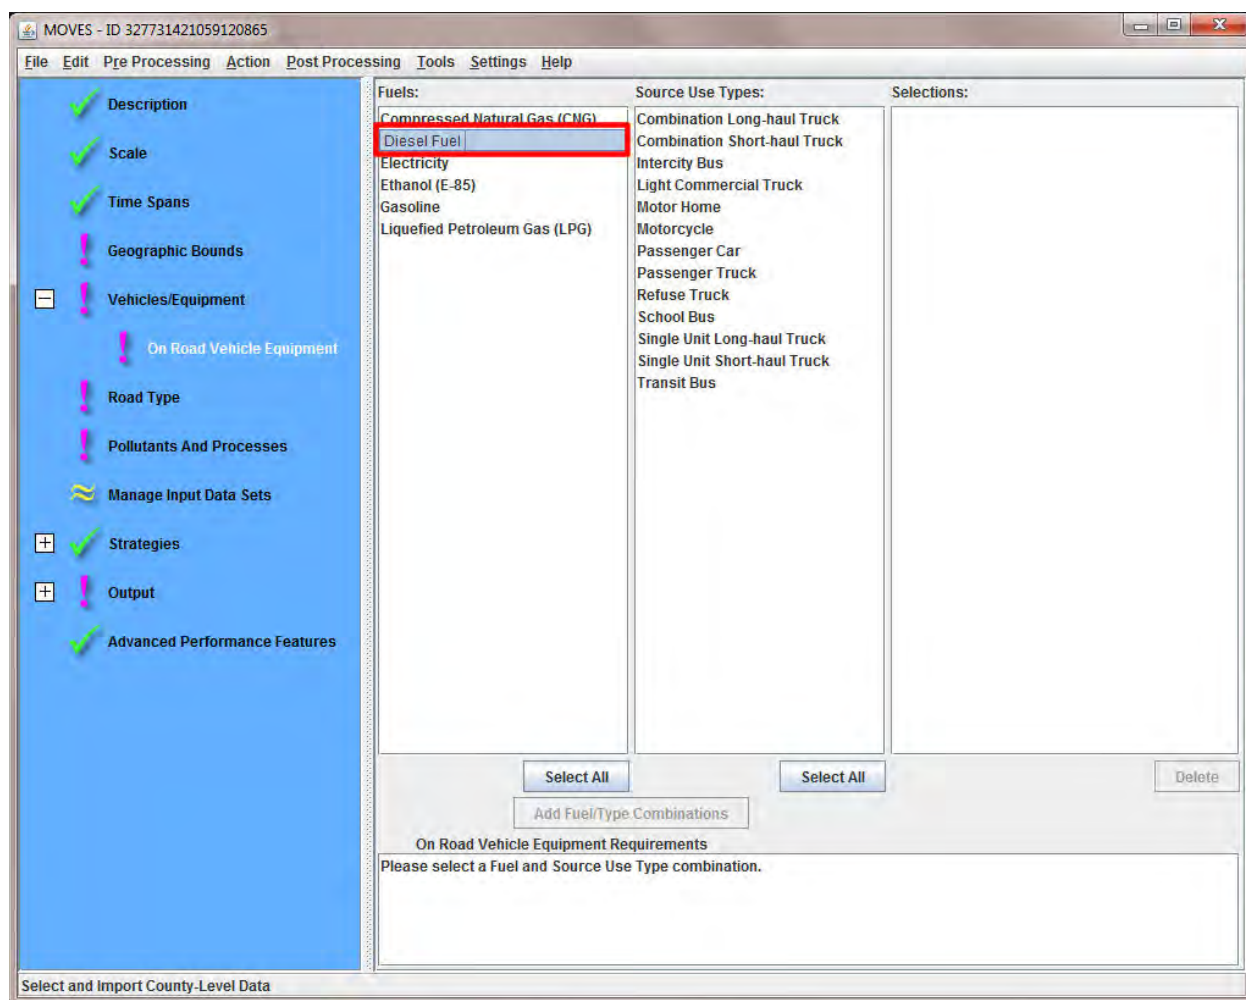 MOVES - ID 327731421059120865
File Edit Pre Processing Action Post Processing Tools Settings Help
Description
Scale
Time Spans
Geographic Bounds
Vehicles/Equipment
On Road Vehicle Equipment
Road Type
Pollutants And Processes
Manage Input Data Sets
Strategies
Output
Advanced Performance Features
Fuels:
Compressed Natural Gas (CNG)
Diesel Fuel
Electricity
Ethanol (E-85)
Gasoline
Liquefied Petroleum Gas (LPG)
Select All
Source Use Types:
Combination Long-haul Truck
Combination Short-haul Truck
Intercity Bus
Light Commercial Truck
Motor Home
Motorcycle
Passenger Car
Passenger Truck
Refuse Truck
School Bus
Single Unit Long-haul Truck
Single Unit Short-haul Truck
Transit Bus
Select All
Selections:
Delete
Add Fuel/Type Combinations
On Road Vehicle Equipment Requirements
Please select a Fuel and Source Use Type combination.
Select and Import County-Level Data